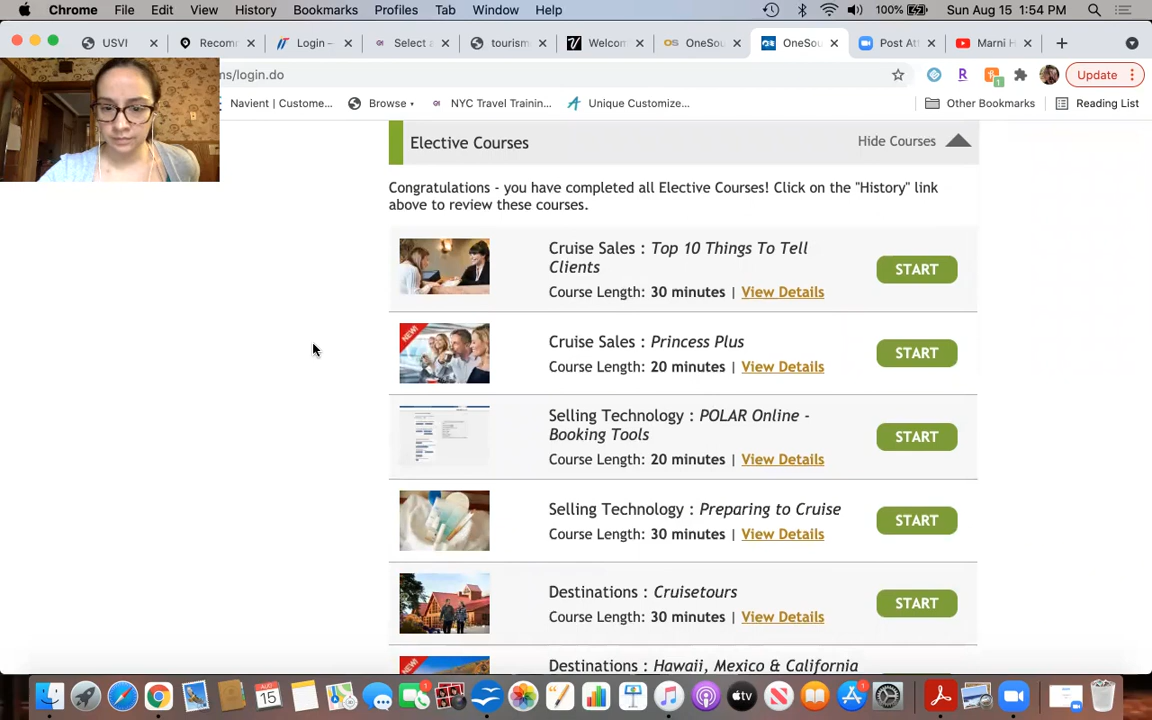 Chrome File Edit View History Bookmarks Profiles Tab Window Help 100% Sun Aug 15 1:54 PM
USVI Recom Login – Select a tourism Welcom OneSou OneSou Post Att Marni H
ms/login.do Update
Navient | Custome... Browse NYC Travel Trainin... Unique Customize... Other Bookmarks Reading List
Elective Courses Hide Courses
Congratulations - you have completed all Elective Courses! Click on the "History" link
above to review these courses.
Cruise Sales : Top 10 Things To Tell
Clients
Course Length: 30 minutes | View Details
START
NEW!
Cruise Sales : Princess Plus
Course Length: 20 minutes | View Details
START
Selling Technology : POLAR Online -
Booking Tools
Course Length: 20 minutes | View Details
START
Selling Technology : Preparing to Cruise
Course Length: 30 minutes | View Details
START
Destinations : Cruisetours
Course Length: 30 minutes | View Details
START
NEW!
Destinations : Hawaii, Mexico & California